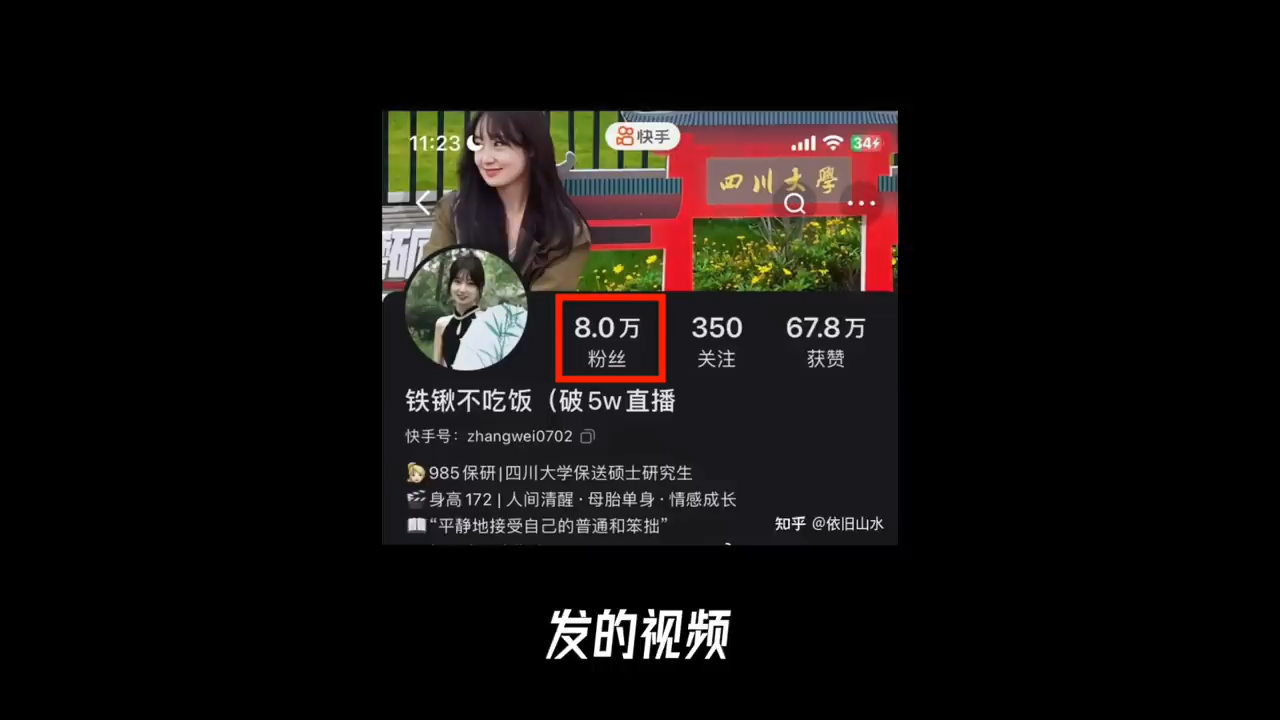 11:23
快手
34
四川大學
研
8.0万
粉丝
350
关注
67.8万
获赞
铁锹不吃饭（破5w直播
快手号：zhangwei0702
985保研|四川大学保送硕士研究生
身高172 | 人间清醒 · 母胎单身 · 情感成长
“平静地接受自己的普通和笨拙”
知乎 @依旧山水
发的视频